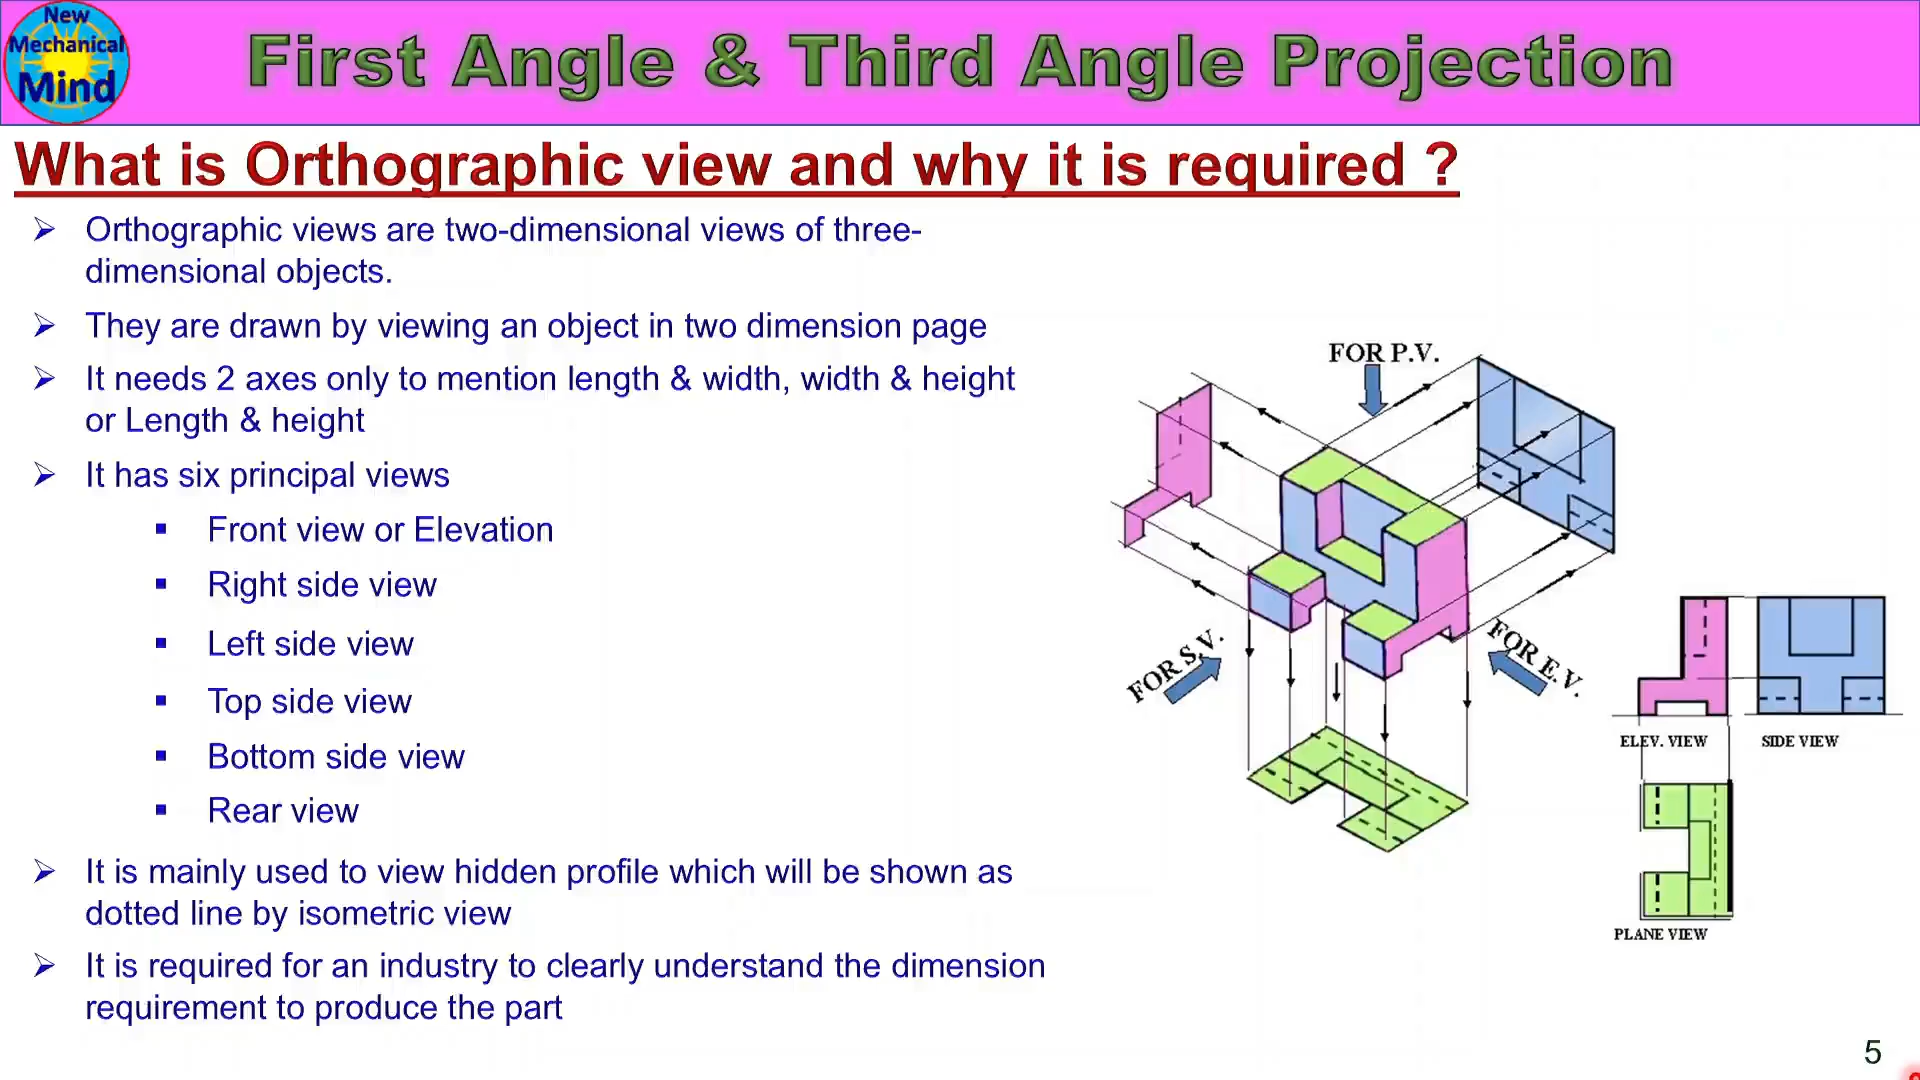 New
Mechanical
Mind
First Angle & Third Angle Projection
What is Orthographic view and why it is required ?
Orthographic views are two-dimensional views of three-
dimensional objects.
They are drawn by viewing an object in two dimension page
It needs 2 axes only to mention length & width, width & height
or Length & height
It has six principal views
Front view or Elevation
Right side view
Left side view
Top side view
Bottom side view
Rear view
It is mainly used to view hidden profile which will be shown as
dotted line by isometric view
It is required for an industry to clearly understand the dimension
requirement to produce the part
FOR P.V.
FOR S.V.
FOR E.V.
ELEV. VIEW
SIDE VIEW
PLANE VIEW
5